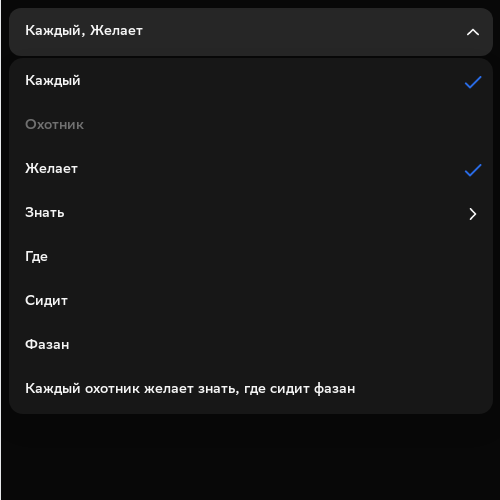 Каждый, Желает
Каждый
Охотник
Желает
Знать
Где
Сидит
Фазан
Каждый охотник желает знать, где сидит фазан